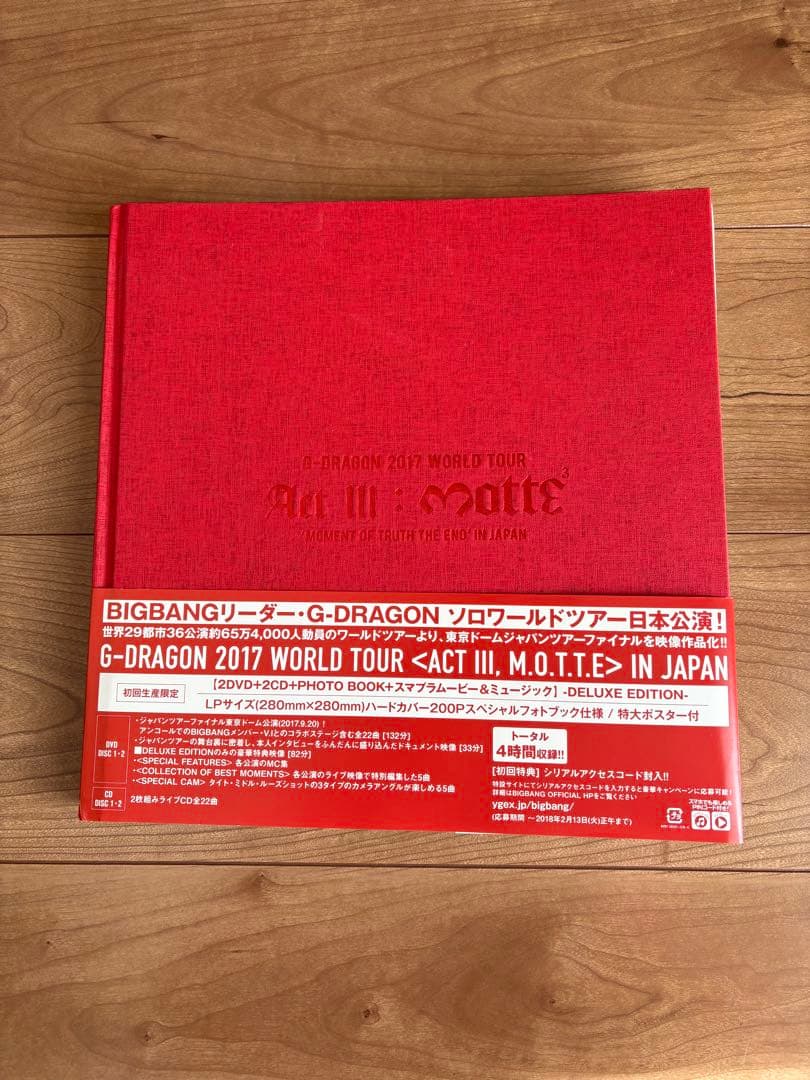 G-DRAGON 2017 WORLD TOUR
Act III : Motte3
'MOMENT OF TRUTH THE END' IN JAPAN
BIGBANGリーダー・G-DRAGON ソロワールドツアー日本公演!
世界29都市36公演約65万4,000人動員のワールドツアーより、東京ドームジャパンツアーファイナルを映像作品化!!
G-DRAGON 2017 WORLD TOUR <ACT III, M.O.T.T.E> IN JAPAN
初回生産限定
【2DVD+2CD+PHOTO BOOK+スマプラムービー&ミュージック】-DELUXE EDITION-
LPサイズ(280mm×280mm)ハードカバー200Pスペシャルフォトブック仕様 / 特大ポスター付
DVD DISC 1・2
・ジャパンツアーファイナル東京ドーム公演(2017.9.20)!
アンコールでのBIGBANGメンバー・V.Iとのコラボステージ含む全22曲 [132分]
・ジャパンツアーの舞台裏に密着し、本人インタビューをふんだんに盛り込んだドキュメント映像 [33分]
■DELUXE EDITIONのみの豪華特典映像 [82分]
・<SPECIAL FEATURES> 各公演のMC集
・<COLLECTION OF BEST MOMENTS> 各公演のライブ映像で特別編集した5曲
・<SPECIAL CAM> タイト・ミドル・ルーズショットの3タイプのカメラアングルが楽しめる5曲
CD DISC 1・2
2枚組みライブCD全22曲
トータル
4時間収録!!
[初回特典] シリアルアクセスコード封入!!
特設サイトにてシリアルアクセスコードを入力すると豪華キャンペーンに応募可能!
詳細はBIGBANG OFFICIAL HPをご覧ください
ygex.jp/bigbang/
(応募期間 〜2018年2月13日(火)正午まで)
スマホでも楽しめる
PINコード付き!